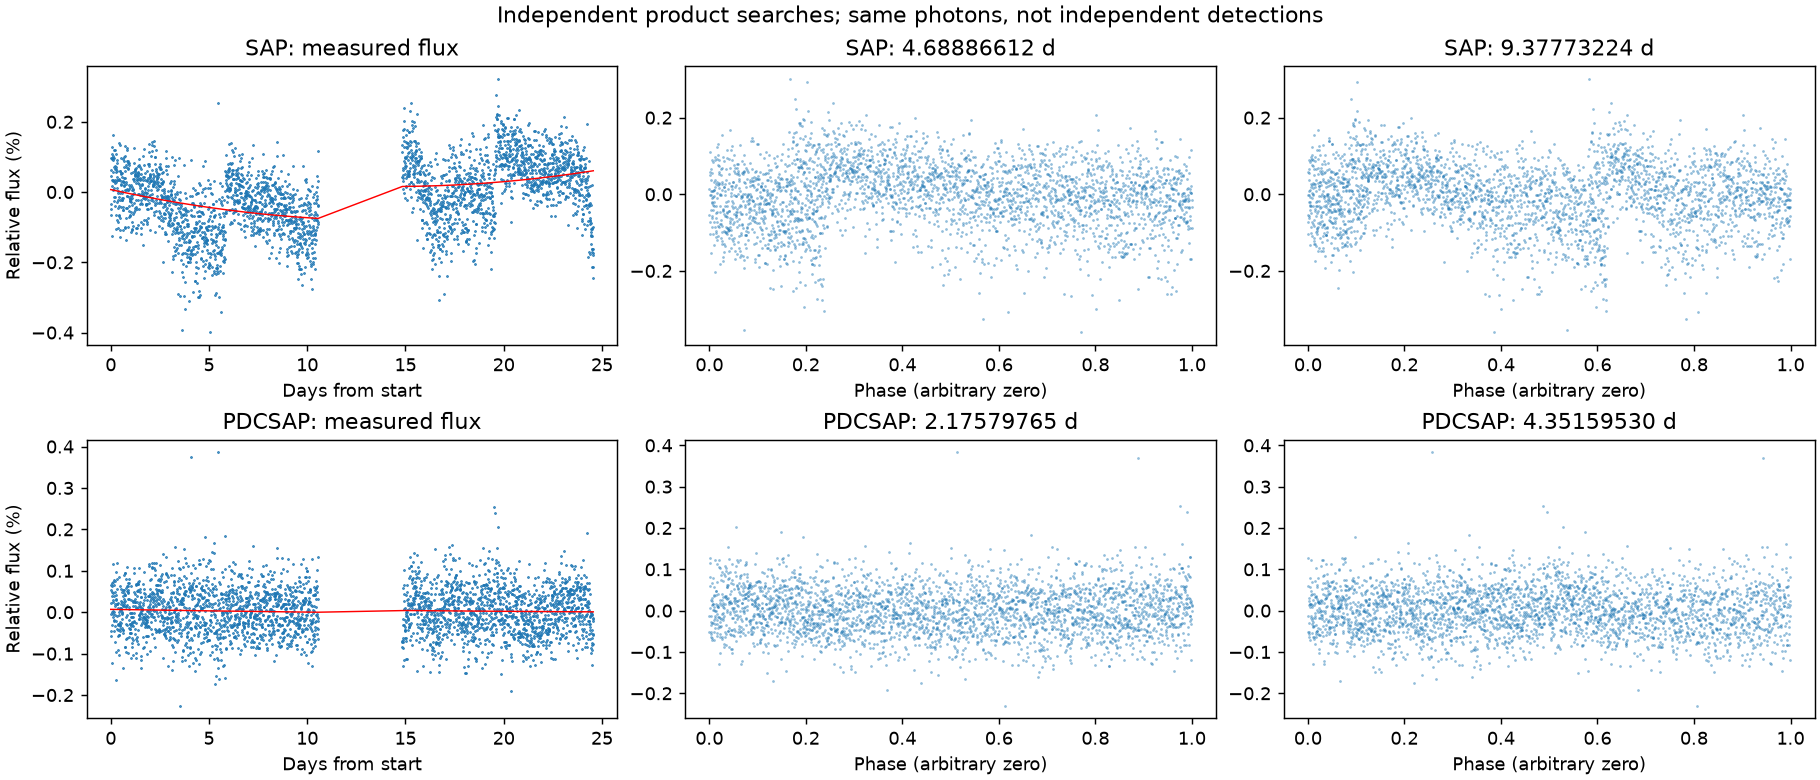 Independent product searches; same photons, not independent detections
SAP: measured flux
SAP: 4.68886612 d
SAP: 9.37773224 d
Relative flux (%)
0.2
0.0
−0.2
−0.4
0.2
0.0
−0.2
0.2
0.0
−0.2
0 5 10 15 20 25
0.0 0.2 0.4 0.6 0.8 1.0
0.0 0.2 0.4 0.6 0.8 1.0
Days from start
Phase (arbitrary zero)
Phase (arbitrary zero)
PDCSAP: measured flux
PDCSAP: 2.17579765 d
PDCSAP: 4.35159530 d
Relative flux (%)
0.4
0.3
0.2
0.1
0.0
−0.1
−0.2
0.4
0.3
0.2
0.1
0.0
−0.1
−0.2
0.4
0.3
0.2
0.1
0.0
−0.1
−0.2
0 5 10 15 20 25
0.0 0.2 0.4 0.6 0.8 1.0
0.0 0.2 0.4 0.6 0.8 1.0
Days from start
Phase (arbitrary zero)
Phase (arbitrary zero)